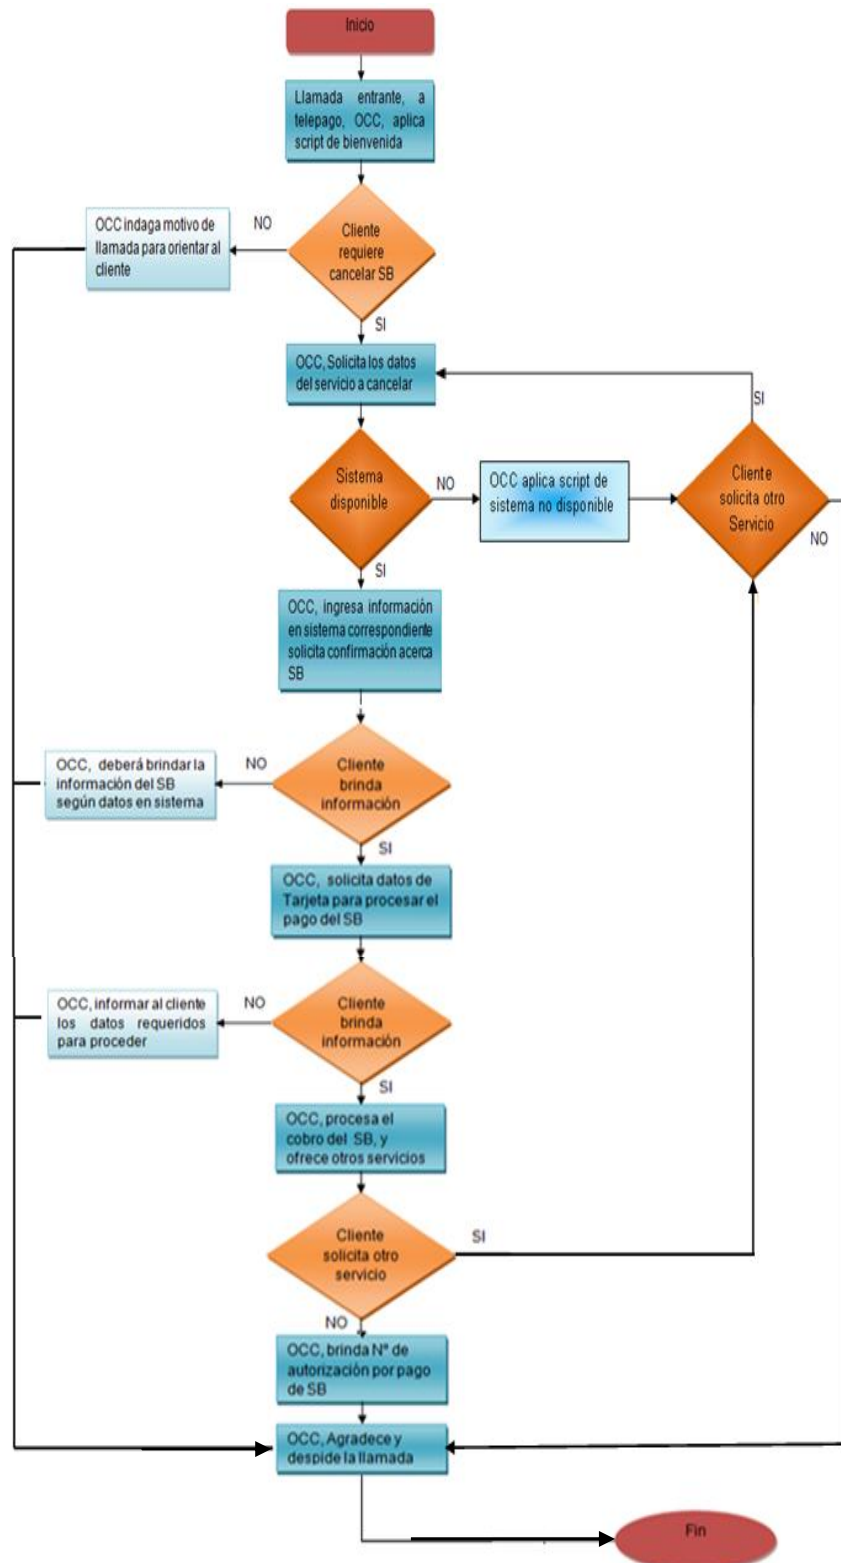 Inicio
Llamada entrante, a
telepago, OCC, aplica
script de bienvenida
Cliente
requiere
cancelar SB
NO
OCC indaga motivo de
llamada para orientar al
cliente
SI
OCC, Solicita los datos
del servicio a cancelar
SI
Sistema
disponible
NO
OCC aplica script de
sistema no disponible
Cliente
solicita otro
Servicio
NO
SI
OCC, ingresa información
en sistema correspondiente
solicita confirmación acerca
SB
Cliente
brinda
información
NO
OCC, deberá brindar la
información del SB
según datos en sistema
SI
OCC, solicita datos de
Tarjeta para procesar el
pago del SB
Cliente
brinda
información
NO
OCC, informar al cliente
los datos requeridos
para proceder
SI
OCC, procesa el
cobro del SB, y
ofrece otros servicios
Cliente
solicita otro
servicio
SI
NO
OCC, brinda N° de
autorización por pago
de SB
OCC, Agradece y
despide la llamada
Fin